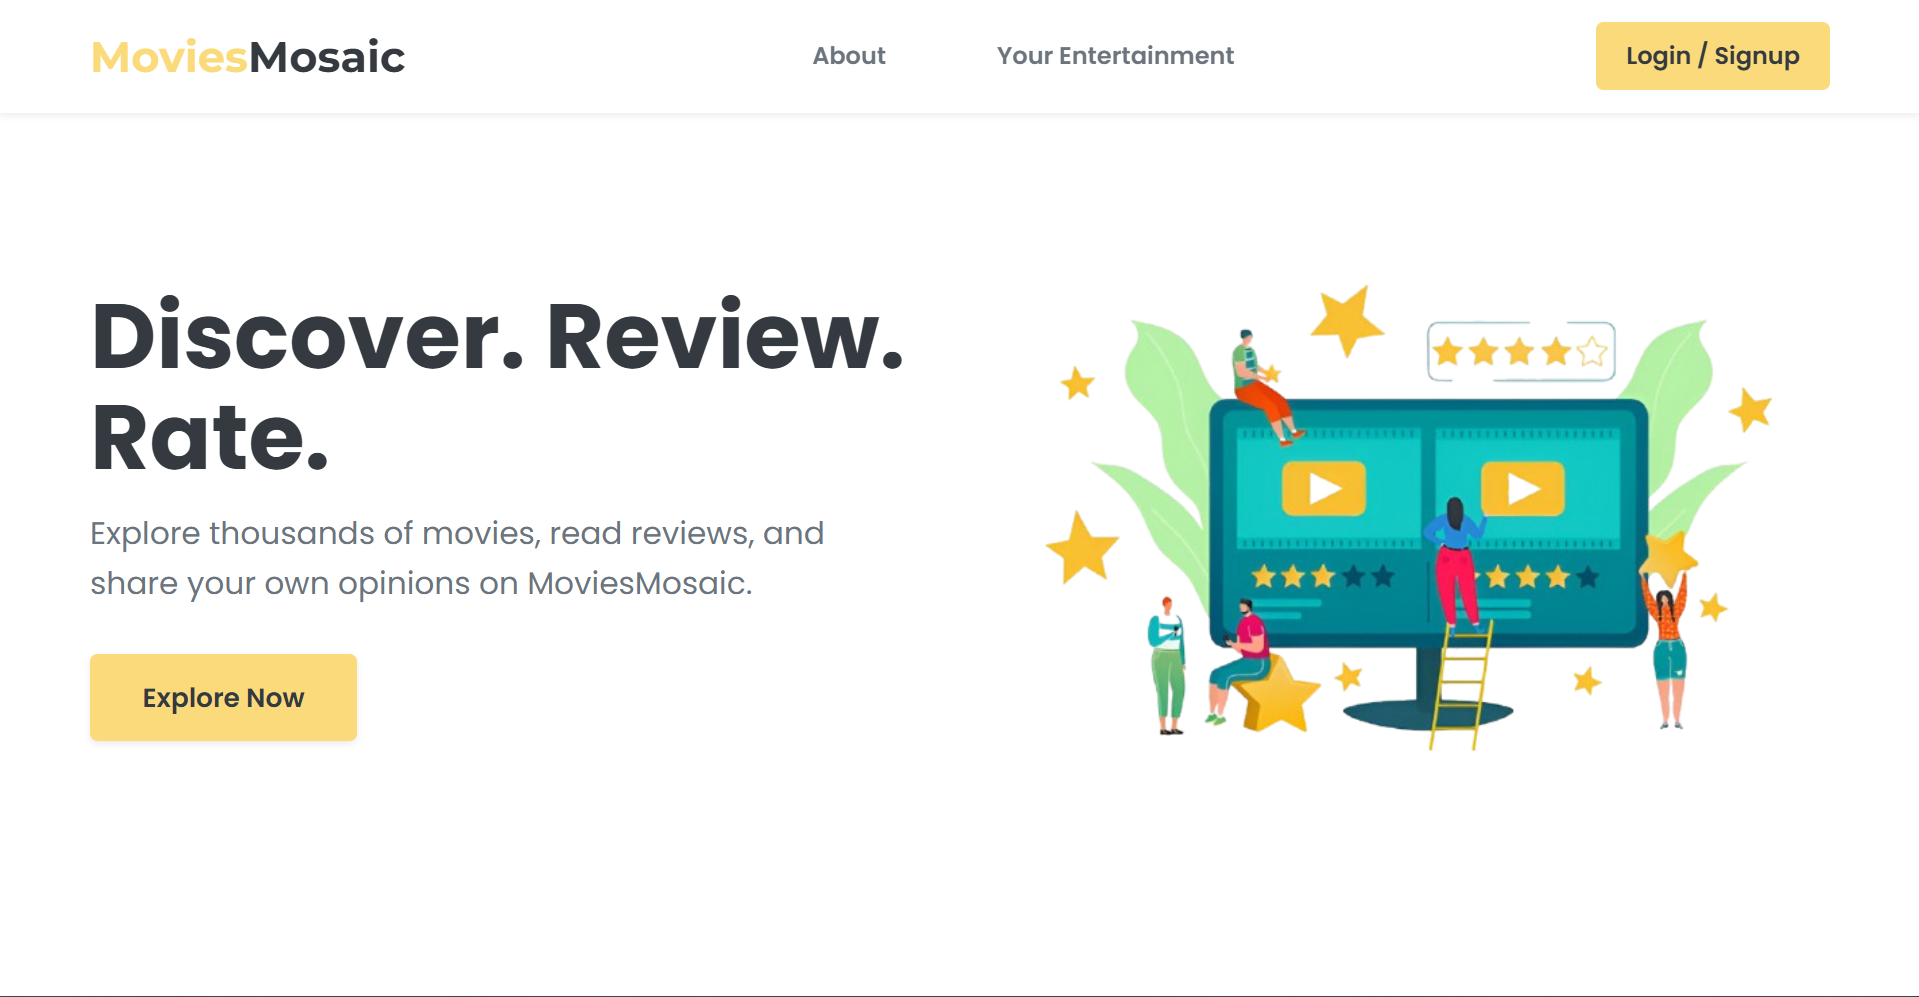 MoviesMosaic
About
Your Entertainment
Login / Signup
Discover. Review.
Rate.
Explore thousands of movies, read reviews, and
share your own opinions on MoviesMosaic.
Explore Now